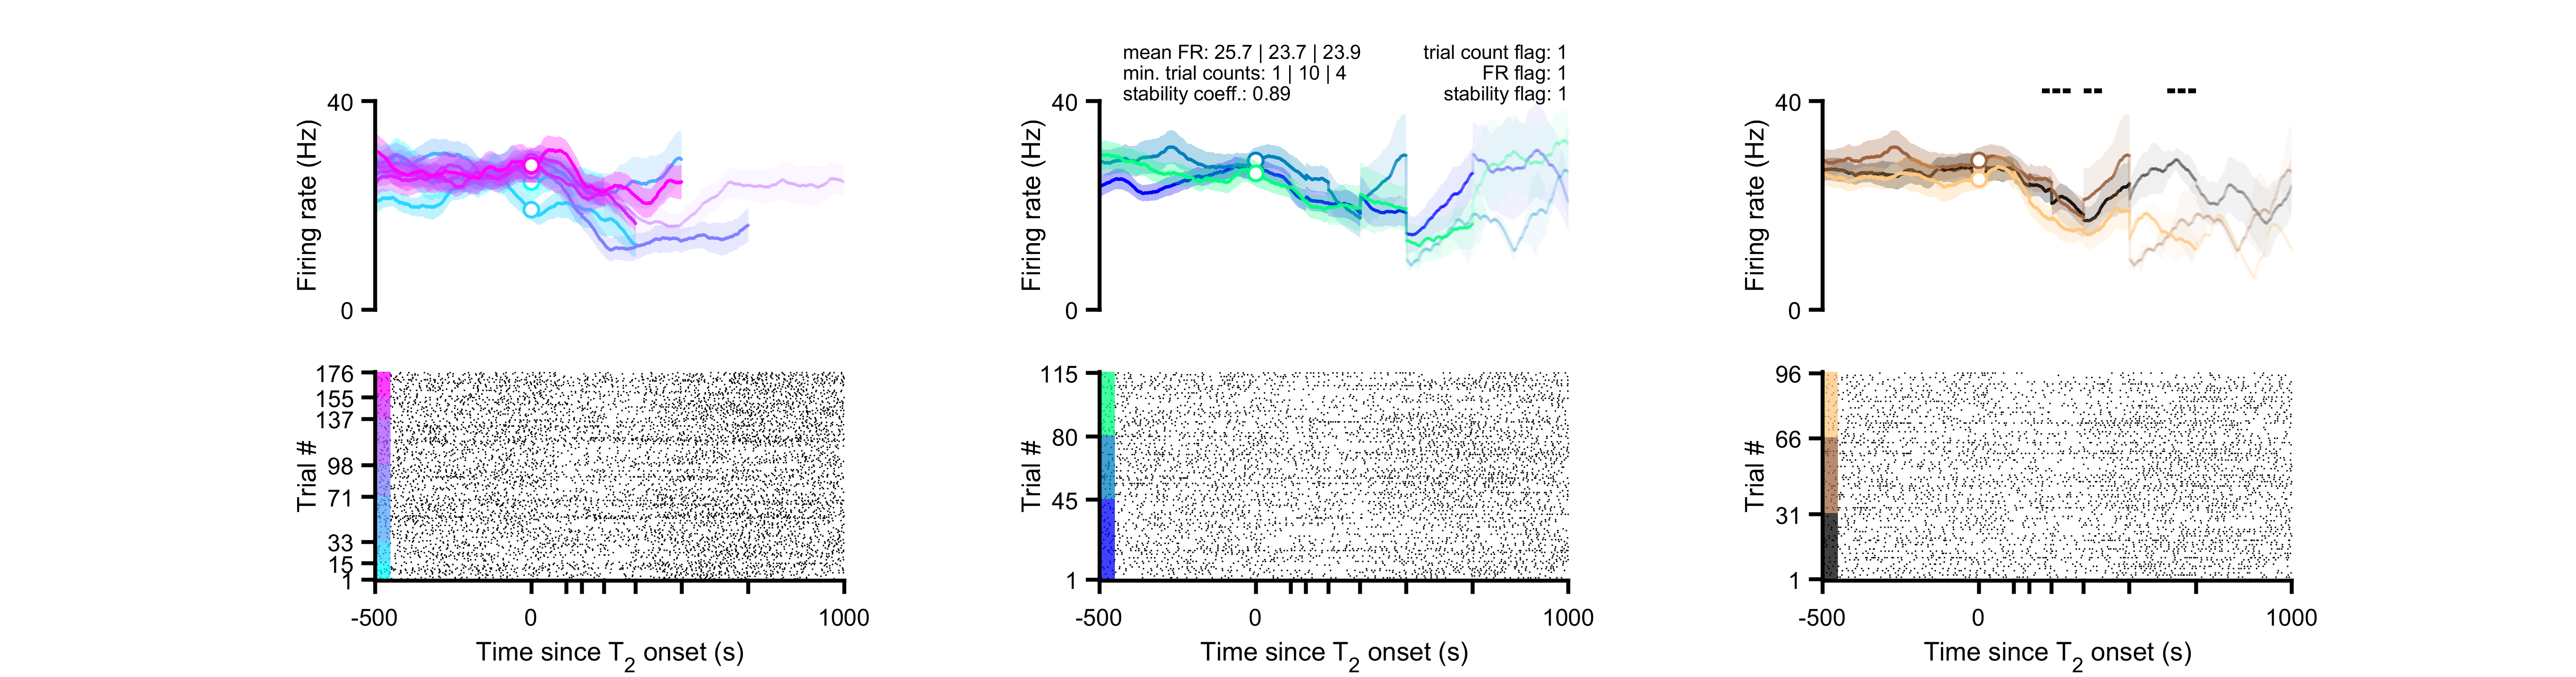 mean FR: 25.7 | 23.7 | 23.9
min. trial counts: 1 | 10 | 4
stability coeff.: 0.89
trial count flag: 1
FR flag: 1
stability flag: 1
40
Firing rate (Hz)
0
40
Firing rate (Hz)
0
40
Firing rate (Hz)
0
176
155
137
98
71
33
15
1
Trial #
-500
0
1000
Time since T2 onset (s)
115
80
45
1
Trial #
-500
0
1000
Time since T2 onset (s)
96
66
31
1
Trial #
-500
0
1000
Time since T2 onset (s)